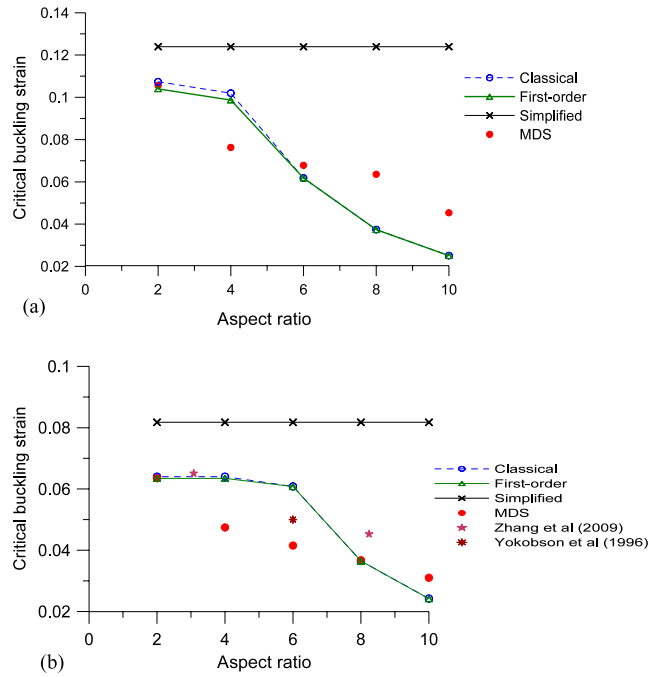 0.14
0.12
0.1
0.08
0.06
0.04
0.02
Critical buckling strain
Classical
First-order
Simplified
MDS
0 2 4 6 8 10
(a)
Aspect ratio
0.1
0.08
0.06
0.04
0.02
Critical buckling strain
Classical
First-order
Simplified
MDS
Zhang et al (2009)
Yokobson et al (1996)
0 2 4 6 8 10
(b)
Aspect ratio